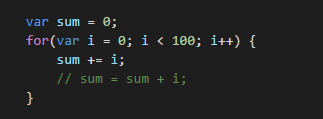 var sum = 0;
for(var i = 0; i < 100; i++) {
    sum += i;
    // sum = sum + i;
}